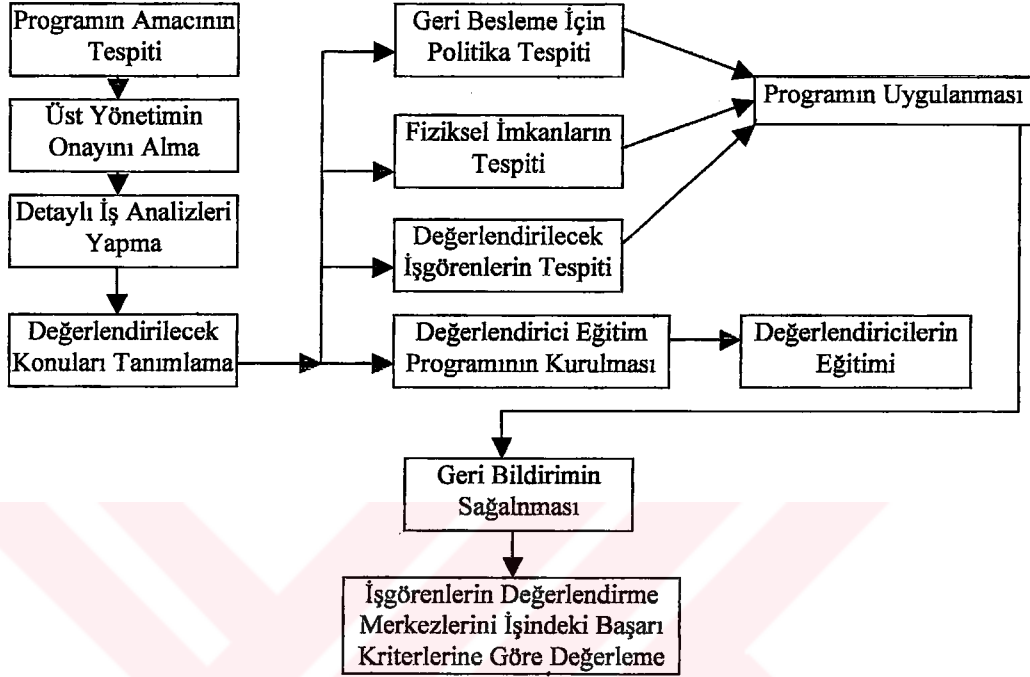 Programın Amacının
Tespiti
Üst Yönetimin
Onayını Alma
Detaylı İş Analizleri
Yapma
Değerlendirilecek
Konuları Tanımlama
Geri Besleme İçin
Politika Tespiti
Fiziksel İmkanların
Tespiti
Değerlendirilecek
İşgörenlerin Tespiti
Değerlendirici Eğitim
Programının Kurulması
Programın Uygulanması
Değerlendiricilerin
Eğitimi
Geri Bildirimin
Sağalnması
İşgörenlerin Değerlendirme
Merkezlerini İşindeki Başarı
Kriterlerine Göre Değerleme